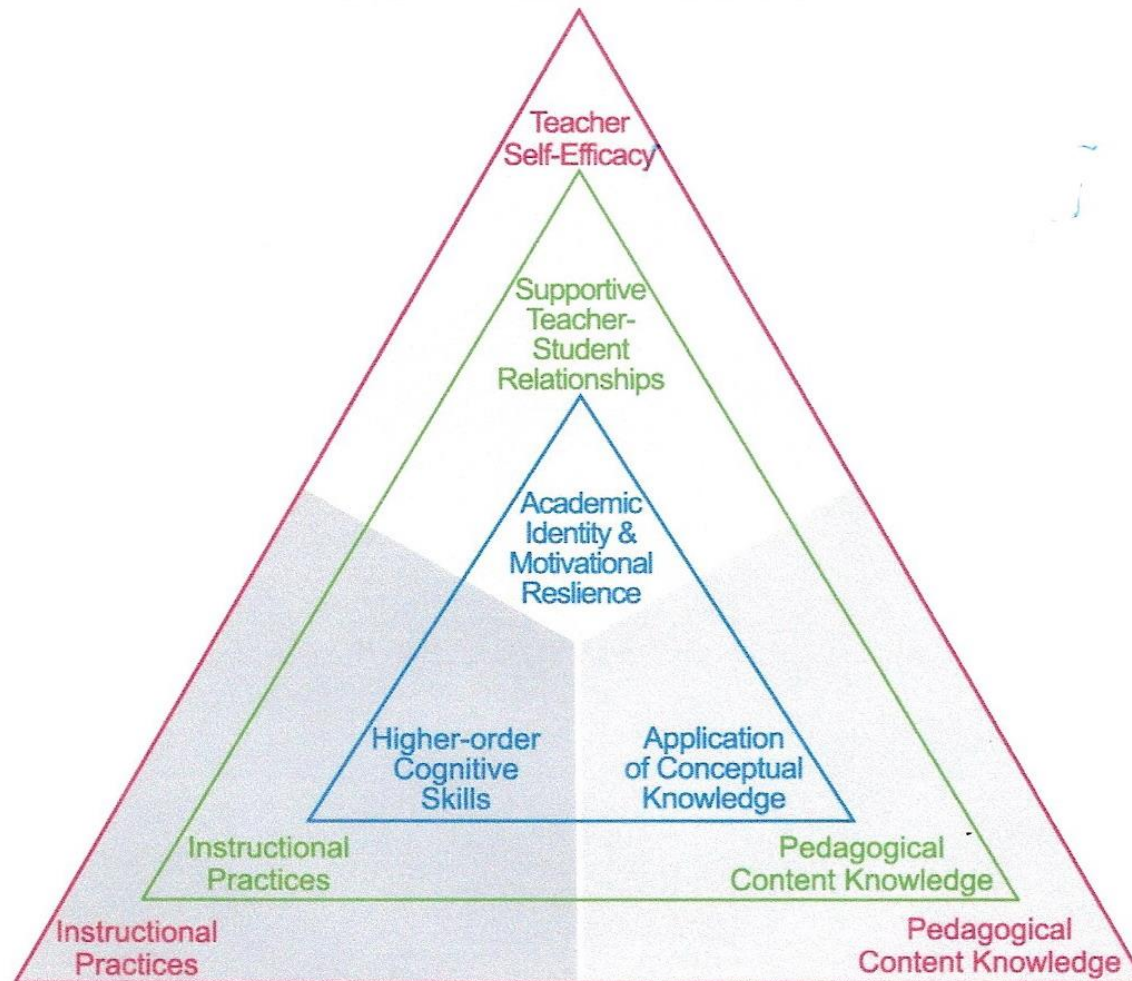 Teacher
Self-Efficacy
Supportive
Teacher-
Student
Relationships
Academic
Identity &
Motivational
Reslience
Higher-order
Cognitive
Skills
Application
of Conceptual
Knowledge
Instructional
Practices
Pedagogical
Content Knowledge
Instructional
Practices
Pedagogical
Content Knowledge